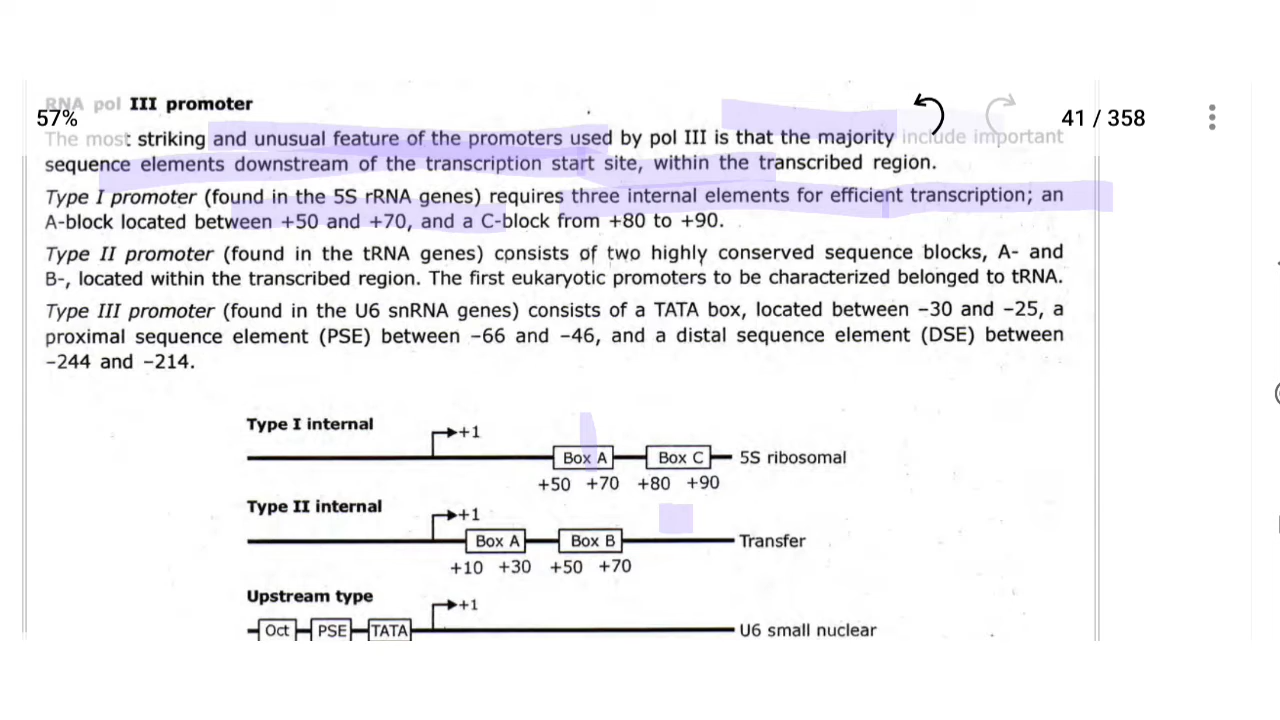 RNA pol III promoter
57%
41 / 358
The most striking and unusual feature of the promoters used by pol III is that the majority include important
sequence elements downstream of the transcription start site, within the transcribed region.
Type I promoter (found in the 5S rRNA genes) requires three internal elements for efficient transcription; an
A-block located between +50 and +70, and a C-block from +80 to +90.
Type II promoter (found in the tRNA genes) consists of two highly conserved sequence blocks, A- and
B-, located within the transcribed region. The first eukaryotic promoters to be characterized belonged to tRNA.
Type III promoter (found in the U6 snRNA genes) consists of a TATA box, located between −30 and −25, a
proximal sequence element (PSE) between −66 and −46, and a distal sequence element (DSE) between
−244 and −214.
Type I internal
+1
Box A Box C 5S ribosomal
+50 +70 +80 +90
Type II internal
+1
Box A Box B Transfer
+10 +30 +50 +70
Upstream type
+1
Oct PSE TATA U6 small nuclear